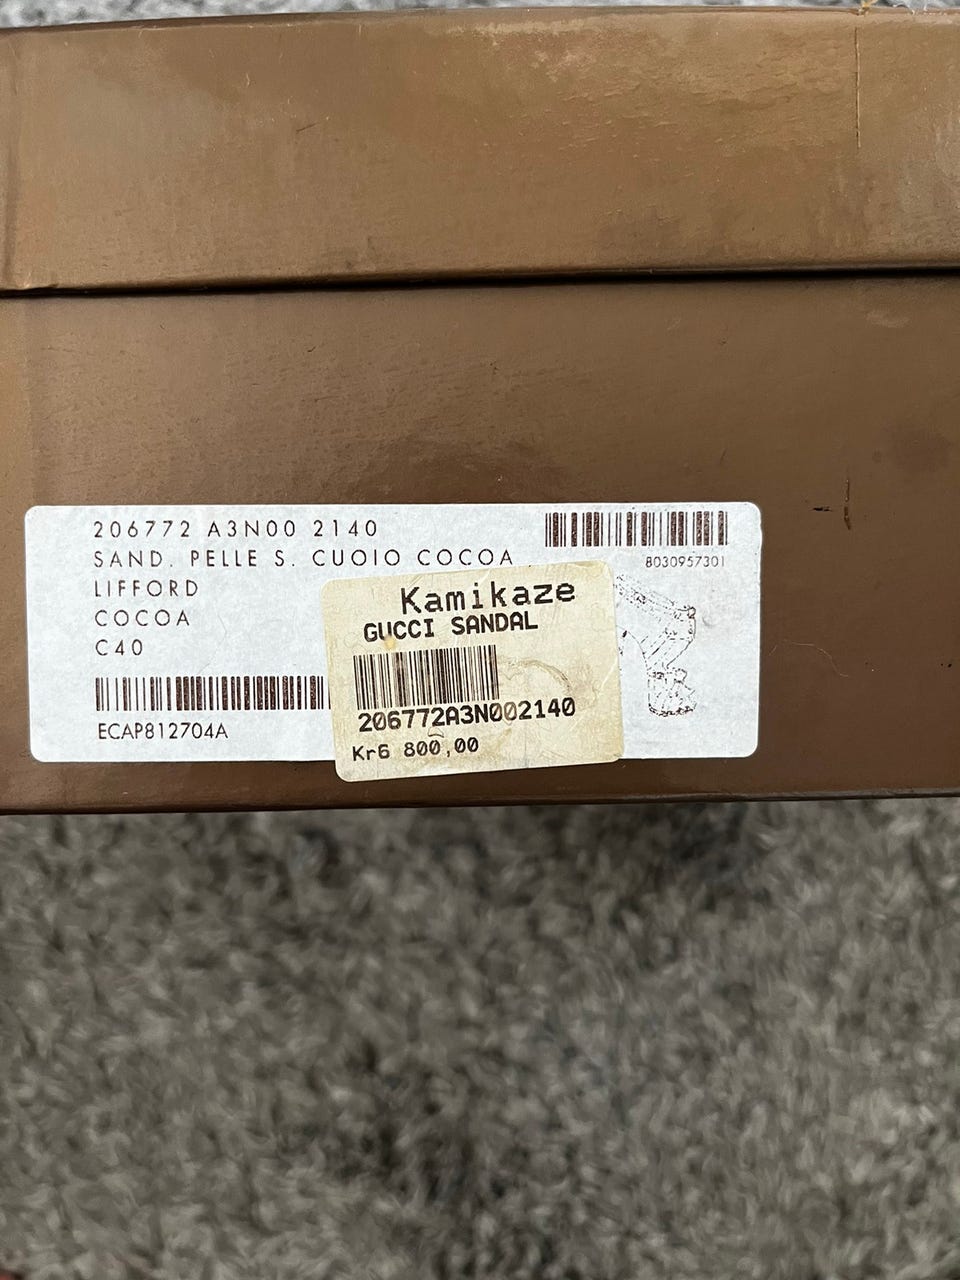 206772 A3N00 2140
SAND. PELLE S. CUOIO COCOA
LIFFORD
COCOA
C40
ECAP812704A
8030957301
Kamikaze
GUCCI SANDAL
206772A3N002140
Kr6 800,00